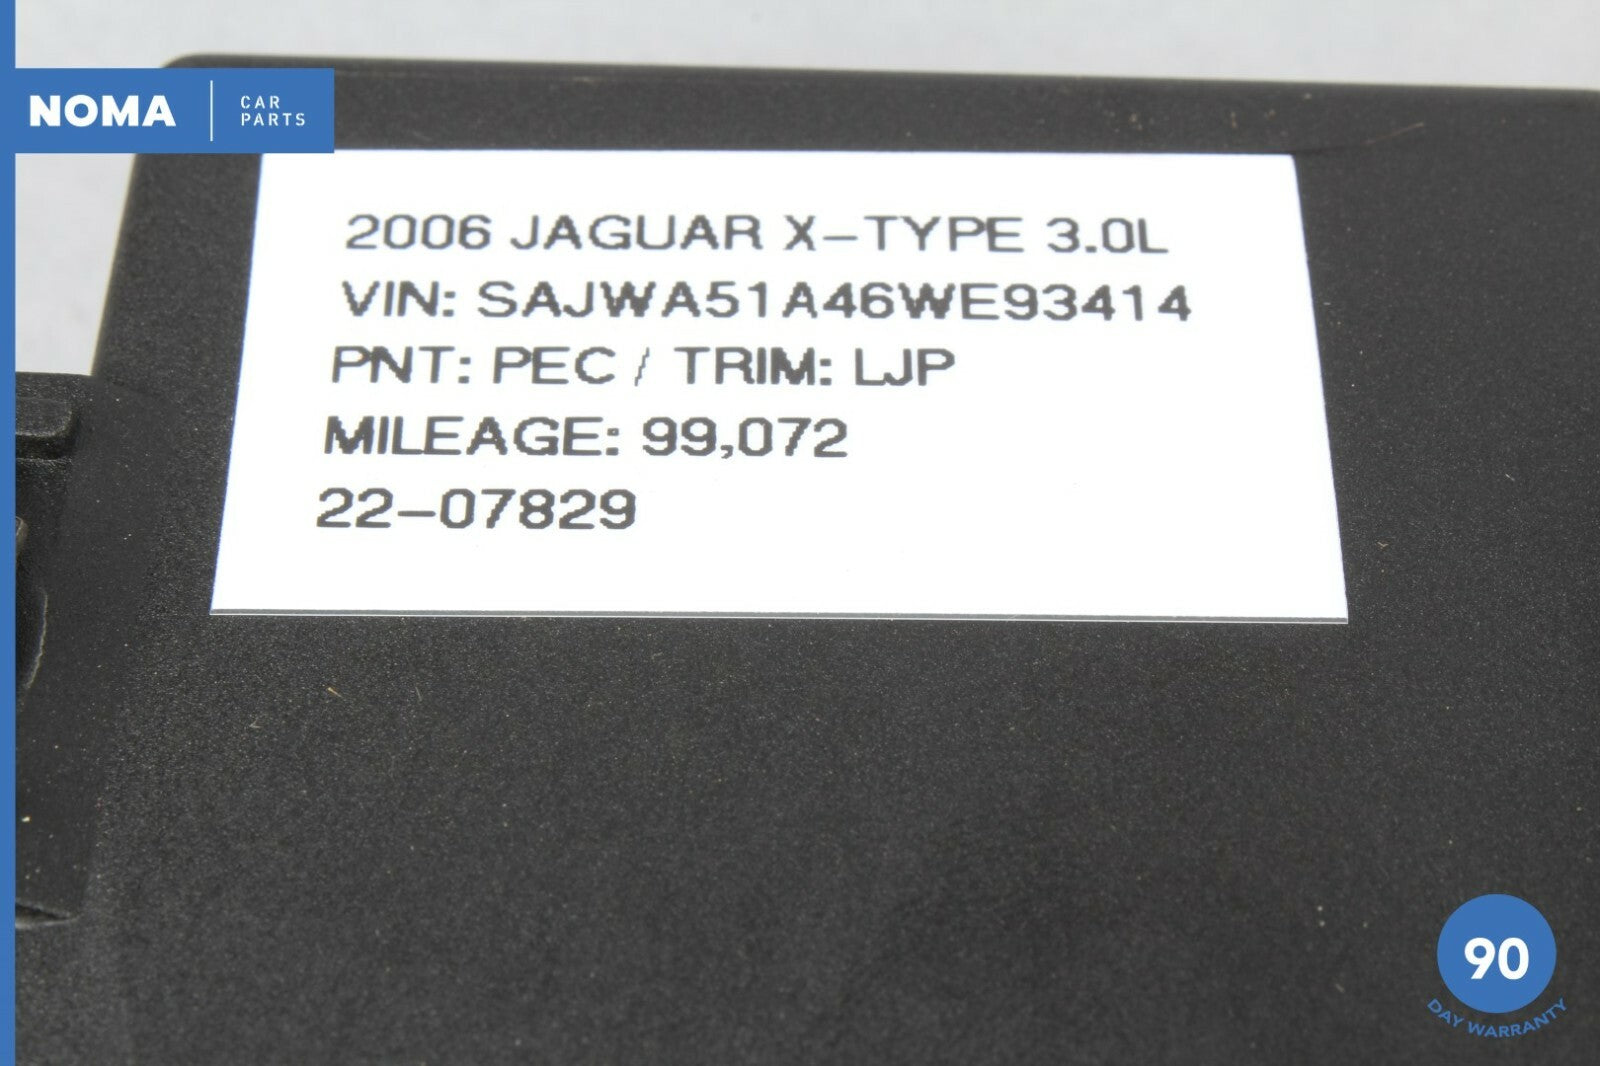 NOMA
CAR
PARTS
2006 JAGUAR X-TYPE 3.0L
VIN: SAJWA51A46WE93414
PNT: PEC / TRIM: LJP
MILEAGE: 99,072
22-07829
90
DAY WARRANTY